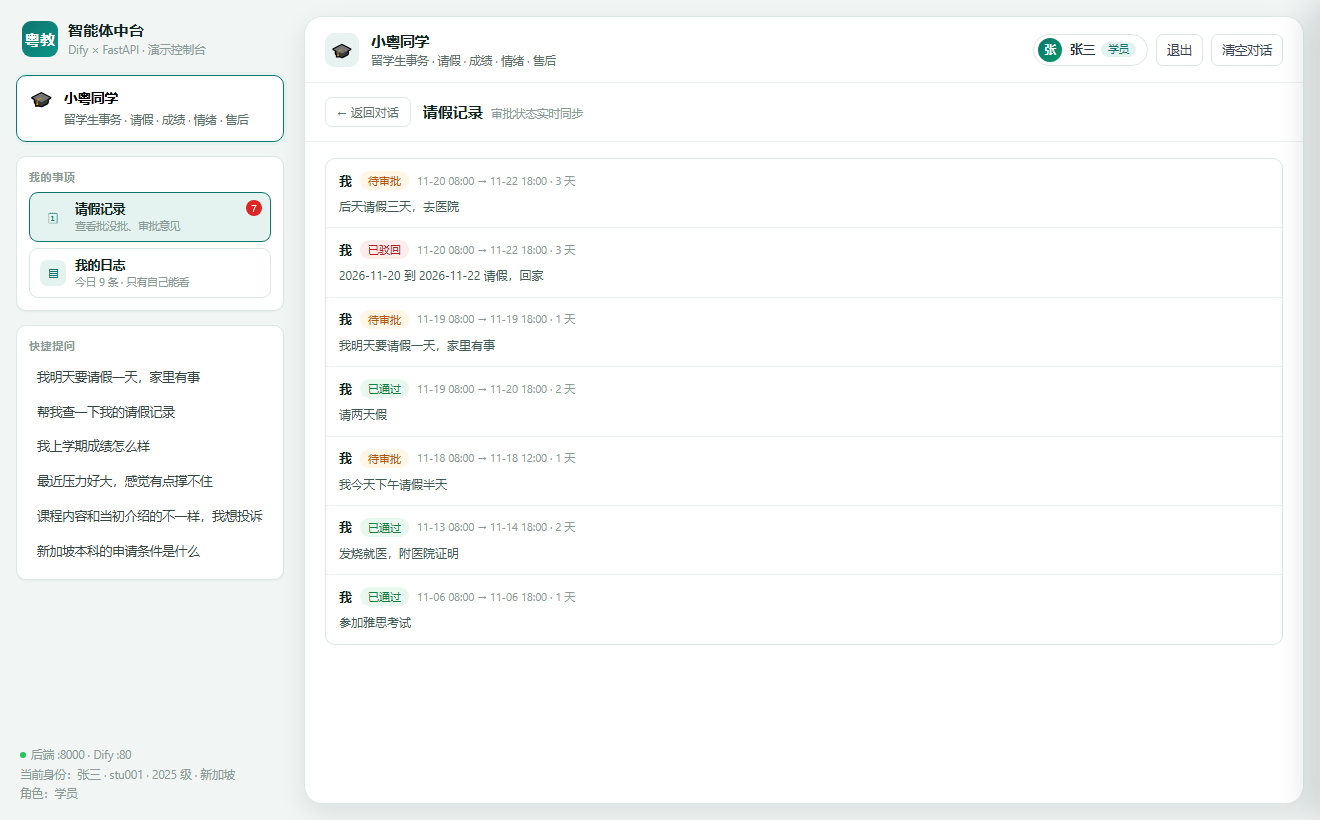 粤教
智能体中台
Dify × FastAPI · 演示控制台
小粤同学
留学生事务 · 请假 · 成绩 · 情绪 · 售后
我的事项
请假记录
7
查看批没批、审批意见
我的日志
今日 9 条 · 只有自己能看
快捷提问
我明天要请假一天，家里有事
帮我查一下我的请假记录
我上学期成绩怎么样
最近压力好大，感觉有点撑不住
课程内容和当初介绍的不一样，我想投诉
新加坡本科的申请条件是什么
后端 :8000 · Dify :80
当前身份：张三 · stu001 · 2025 级 · 新加坡
角色：学员
小粤同学
留学生事务 · 请假 · 成绩 · 情绪 · 售后
张 张三 学员 退出 清空对话
← 返回对话 请假记录 审批状态实时同步
我 待审批 11-20 08:00 → 11-22 18:00 · 3 天
后天请假三天，去医院
我 已驳回 11-20 08:00 → 11-22 18:00 · 3 天
2026-11-20 到 2026-11-22 请假，回家
我 待审批 11-19 08:00 → 11-19 18:00 · 1 天
我明天要请假一天，家里有事
我 已通过 11-19 08:00 → 11-20 18:00 · 2 天
请两天假
我 待审批 11-18 08:00 → 11-18 12:00 · 1 天
我今天下午请假半天
我 已通过 11-13 08:00 → 11-14 18:00 · 2 天
发烧就医，附医院证明
我 已通过 11-06 08:00 → 11-06 18:00 · 1 天
参加雅思考试